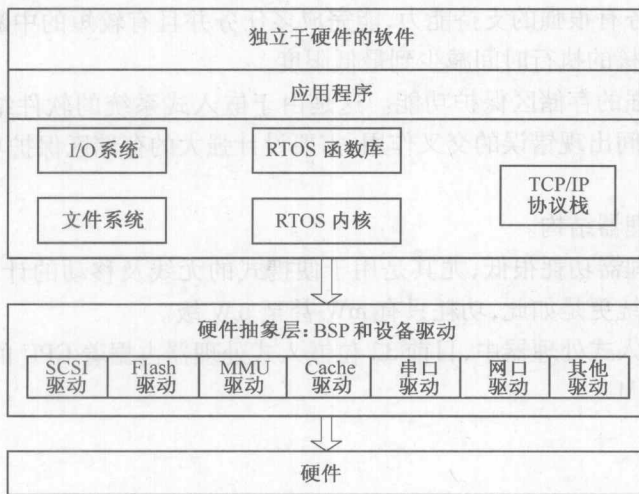 独立于硬件的软件
应用程序
I/O系统
RTOS 函数库
TCP/IP
协议栈
文件系统
RTOS 内核
硬件抽象层：BSP 和设备驱动
SCSI
驱动
Flash
驱动
MMU
驱动
Cache
驱动
串口
驱动
网口
驱动
其他
驱动
硬件